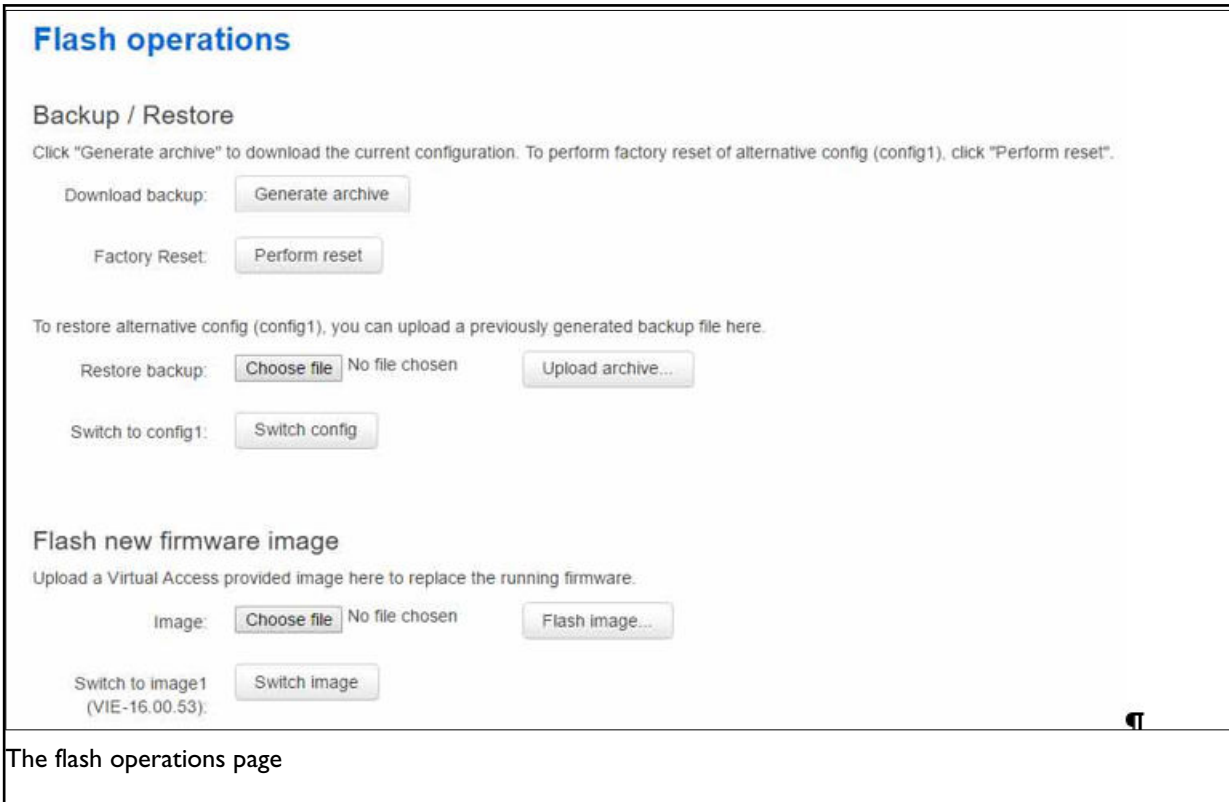 Flash operations
Backup / Restore
Click "Generate archive" to download the current configuration. To perform factory reset of alternative config (config1), click "Perform reset".
Download backup: Generate archive
Factory Reset: Perform reset
To restore alternative config (config1), you can upload a previously generated backup file here.
Restore backup: Choose file No file chosen Upload archive...
Switch to config1: Switch config
Flash new firmware image
Upload a Virtual Access provided image here to replace the running firmware.
Image: Choose file No file chosen Flash image...
Switch to image1 Switch image
(VIE-16.00.53):
¶
The flash operations page